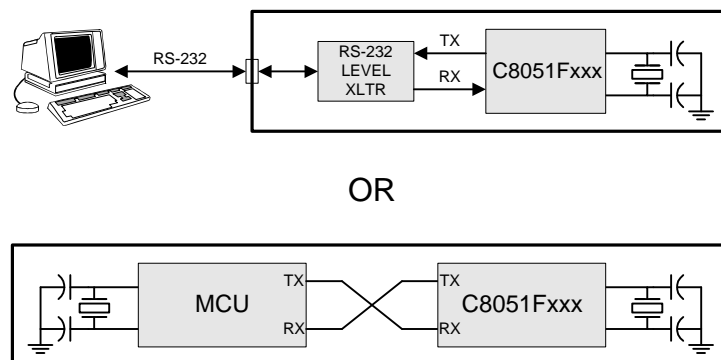 RS-232
RS-232
LEVEL
XLTR
TX
RX
C8051Fxxx
OR
MCU
TX
RX
TX
RX
C8051Fxxx